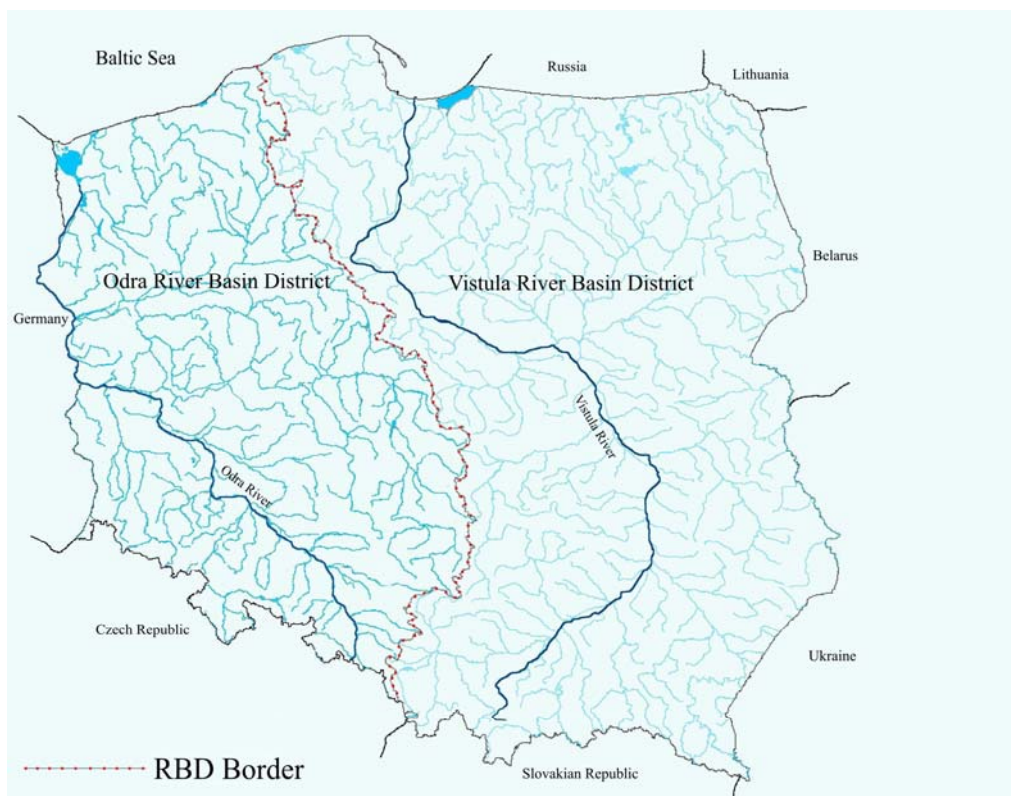 Baltic Sea
Russia
Lithuania
Belarus
Odra River Basin District
Vistula River Basin District
Germany
Vistula River
Odra River
Czech Republic
Ukraine
Slovakian Republic
RBD Border